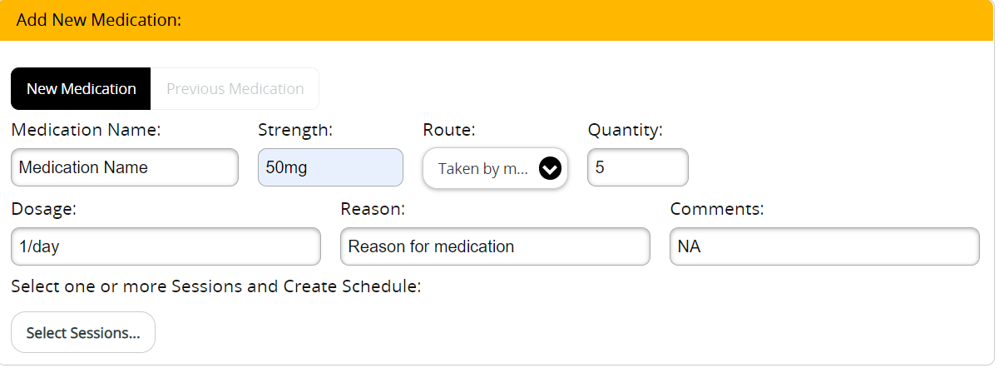 Add New Medication:
New Medication Previous Medication
Medication Name: Strength: Route: Quantity:
Medication Name 50mg Taken by m... 5
Dosage: Reason: Comments:
1/day Reason for medication NA
Select one or more Sessions and Create Schedule:
Select Sessions...